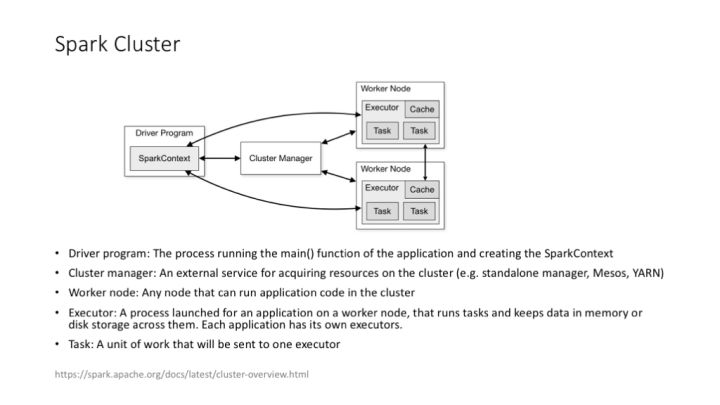 Spark Cluster
Worker Node
Executor
Cache
Task
Task
Driver Program
SparkContext
Cluster Manager
Worker Node
Executor
Cache
Task
Task
• Driver program: The process running the main() function of the application and creating the SparkContext
• Cluster manager: An external service for acquiring resources on the cluster (e.g. standalone manager, Mesos, YARN)
• Worker node: Any node that can run application code in the cluster
• Executor: A process launched for an application on a worker node, that runs tasks and keeps data in memory or
disk storage across them. Each application has its own executors.
• Task: A unit of work that will be sent to one executor
https://spark.apache.org/docs/latest/cluster-overview.html